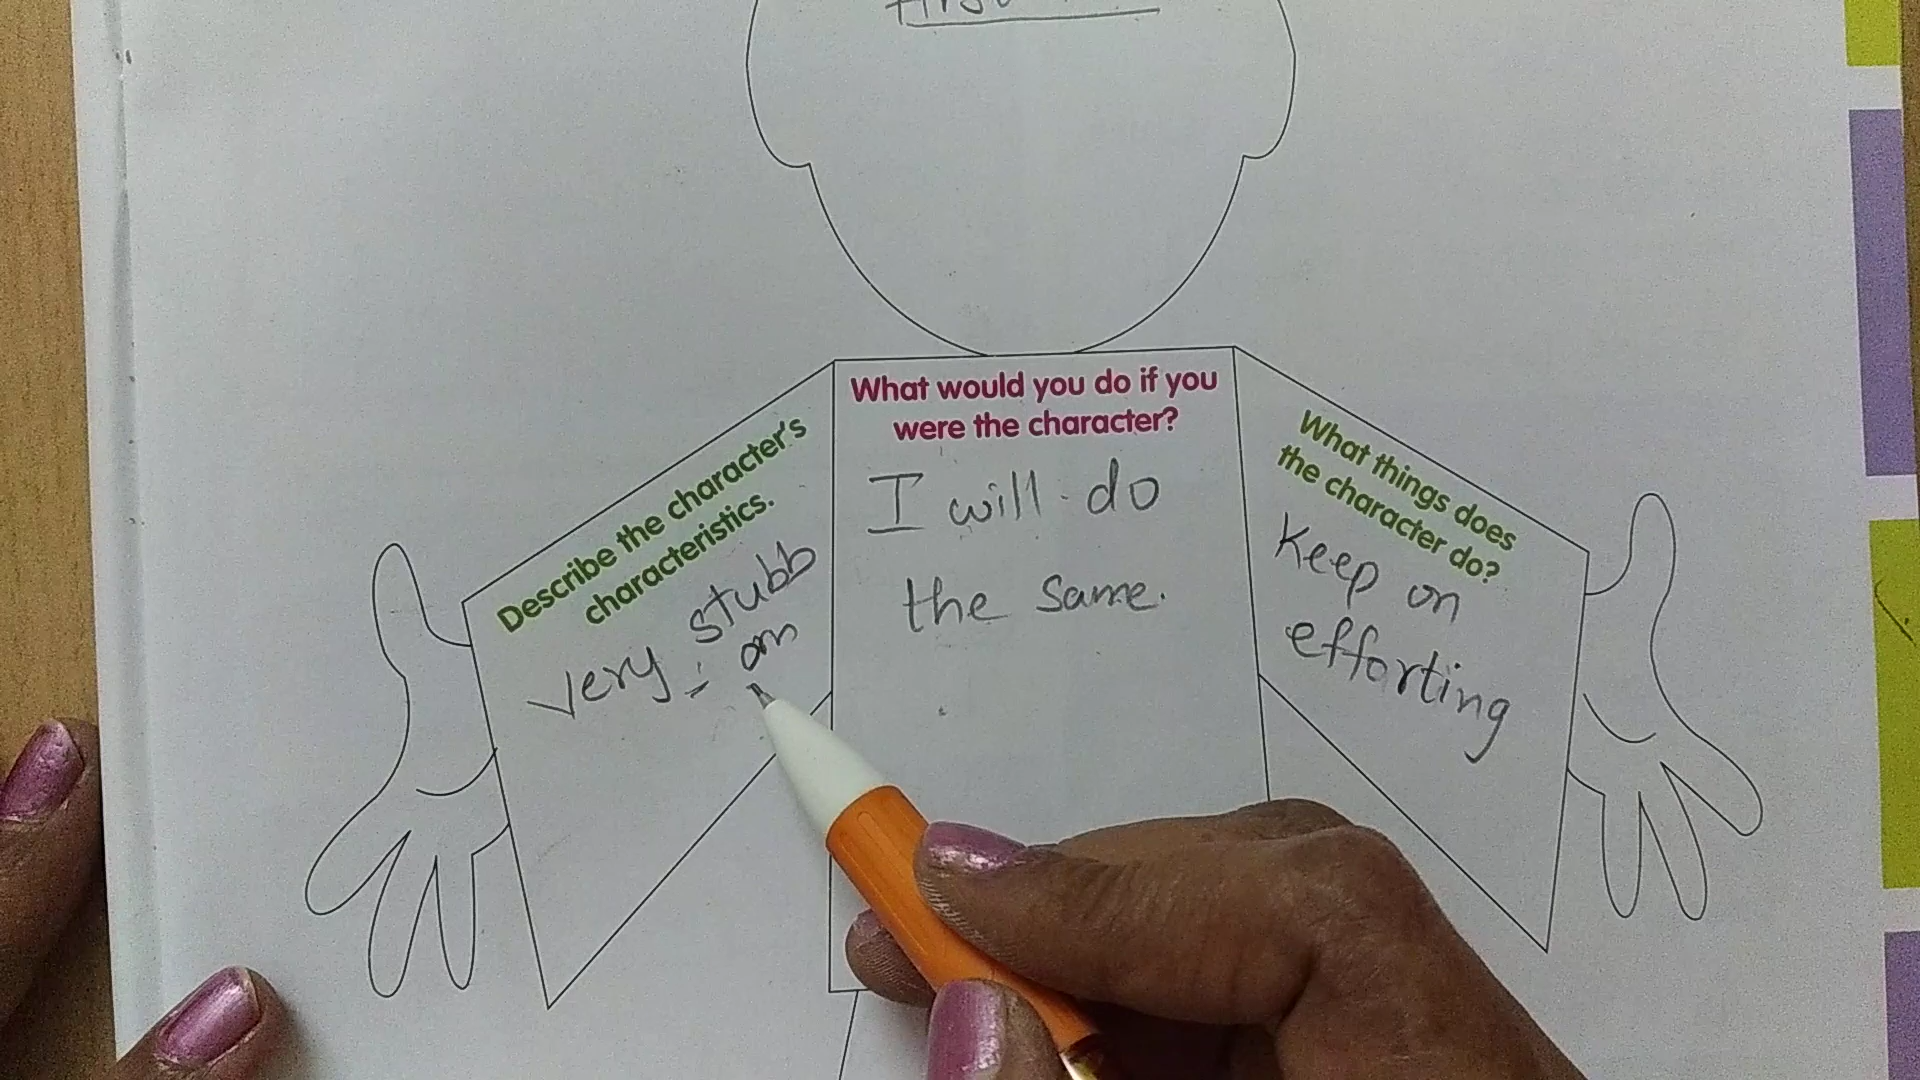 Describe the character's
characteristics.
very stubb
orn
What would you do if you
were the character?
I will do
the same.
What things does
the character do?
Keep on
efforting